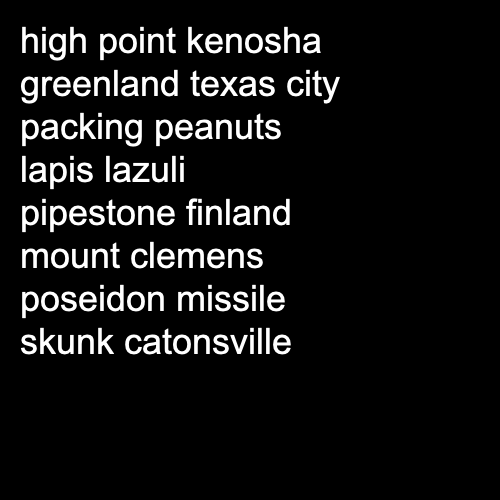 high point kenosha
greenland texas city
packing peanuts
lapis lazuli
pipestone finland
mount clemens
poseidon missile
skunk catonsville